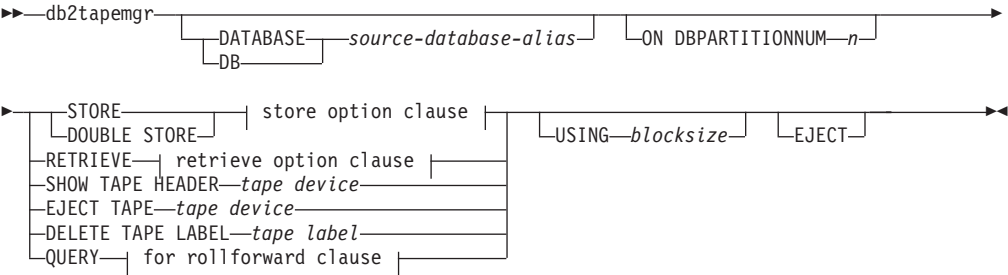 db2tapemgr
DATABASE source-database-alias ON DBPARTITIONNUM n
DB
STORE store option clause
DOUBLE STORE USING blocksize EJECT
RETRIEVE retrieve option clause
SHOW TAPE HEADER tape device
EJECT TAPE tape device
DELETE TAPE LABEL tape label
QUERY for rollforward clause